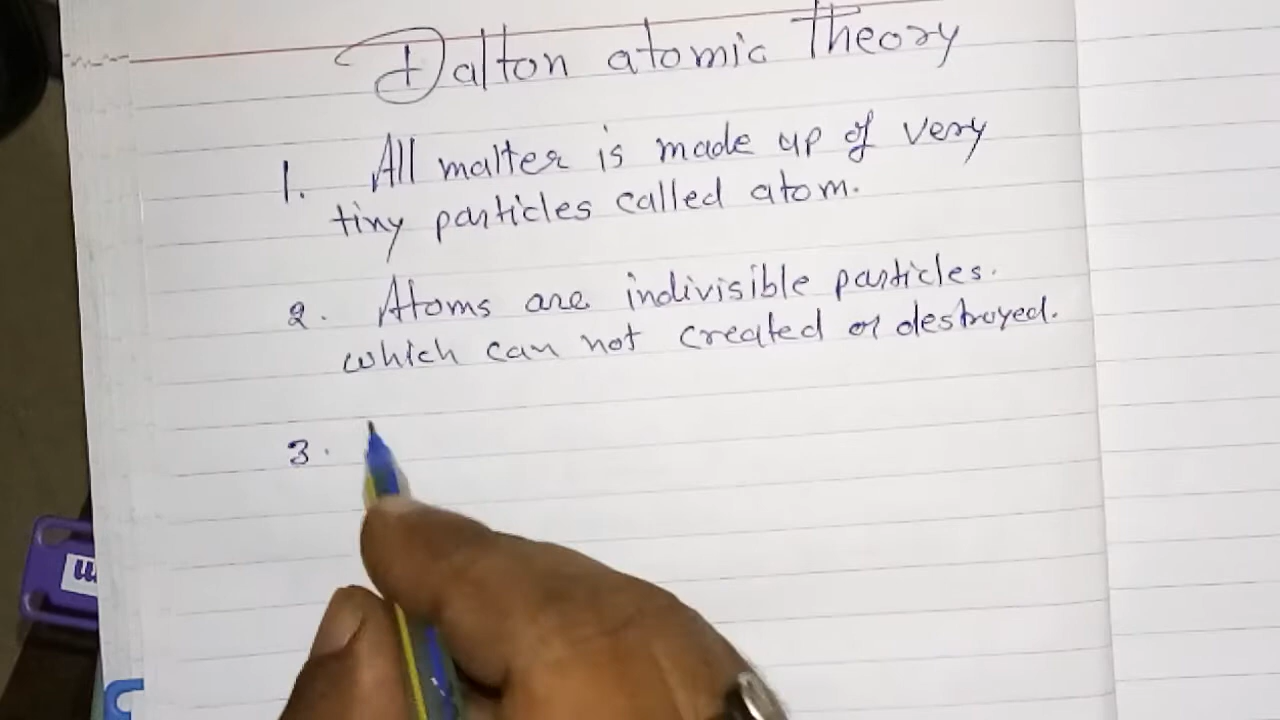 Dalton atomic Theory
1. All matter is made up of very
tiny particles called atom.
2. Atoms are indivisible particles.
which can not created or destroyed.
3.